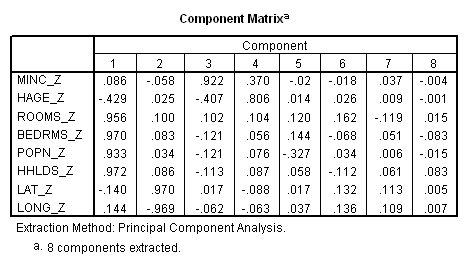 Component Matrixa
Component
1 2 3 4 5 6 7 8
MINC_Z .086 -.058 .922 .370 -.02 -.018 .037 -.004
HAGE_Z -.429 .025 -.407 .806 .014 .026 .009 -.001
ROOMS_Z .956 .100 .102 .104 .120 .162 -.119 .015
BEDRMS_Z .970 .083 -.121 .056 .144 -.068 .051 -.083
POPN_Z .933 .034 -.121 .076 -.327 .034 .006 -.015
HHLDS_Z .972 .086 -.113 .087 .058 -.112 .061 .083
LAT_Z -.140 .970 .017 -.088 .017 .132 .113 .005
LONG_Z .144 -.969 -.062 -.063 .037 .136 .109 .007
Extraction Method: Principal Component Analysis.
a. 8 components extracted.